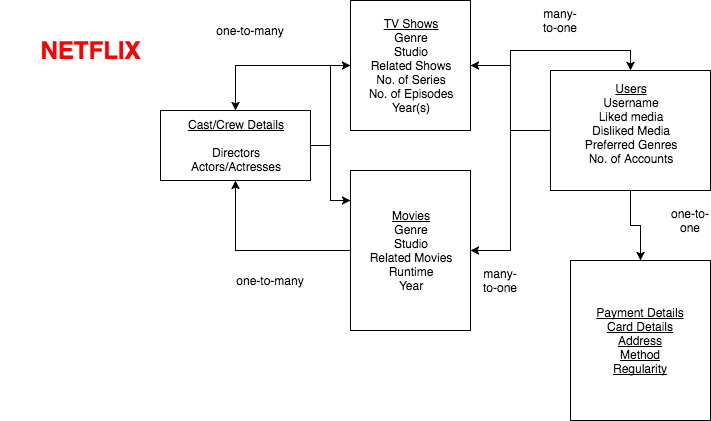 NETFLIX
one-to-many
TV Shows
Genre
Studio
Related Shows
No. of Series
No. of Episodes
Year(s)
many-
to-one
Users
Username
Liked media
Disliked Media
Preferred Genres
No. of Accounts
Cast/Crew Details
Directors
Actors/Actresses
Movies
Genre
Studio
Related Movies
Runtime
Year
one-to-many
many-
to-one
one-to-
one
Payment Details
Card Details
Address
Method
Regularity